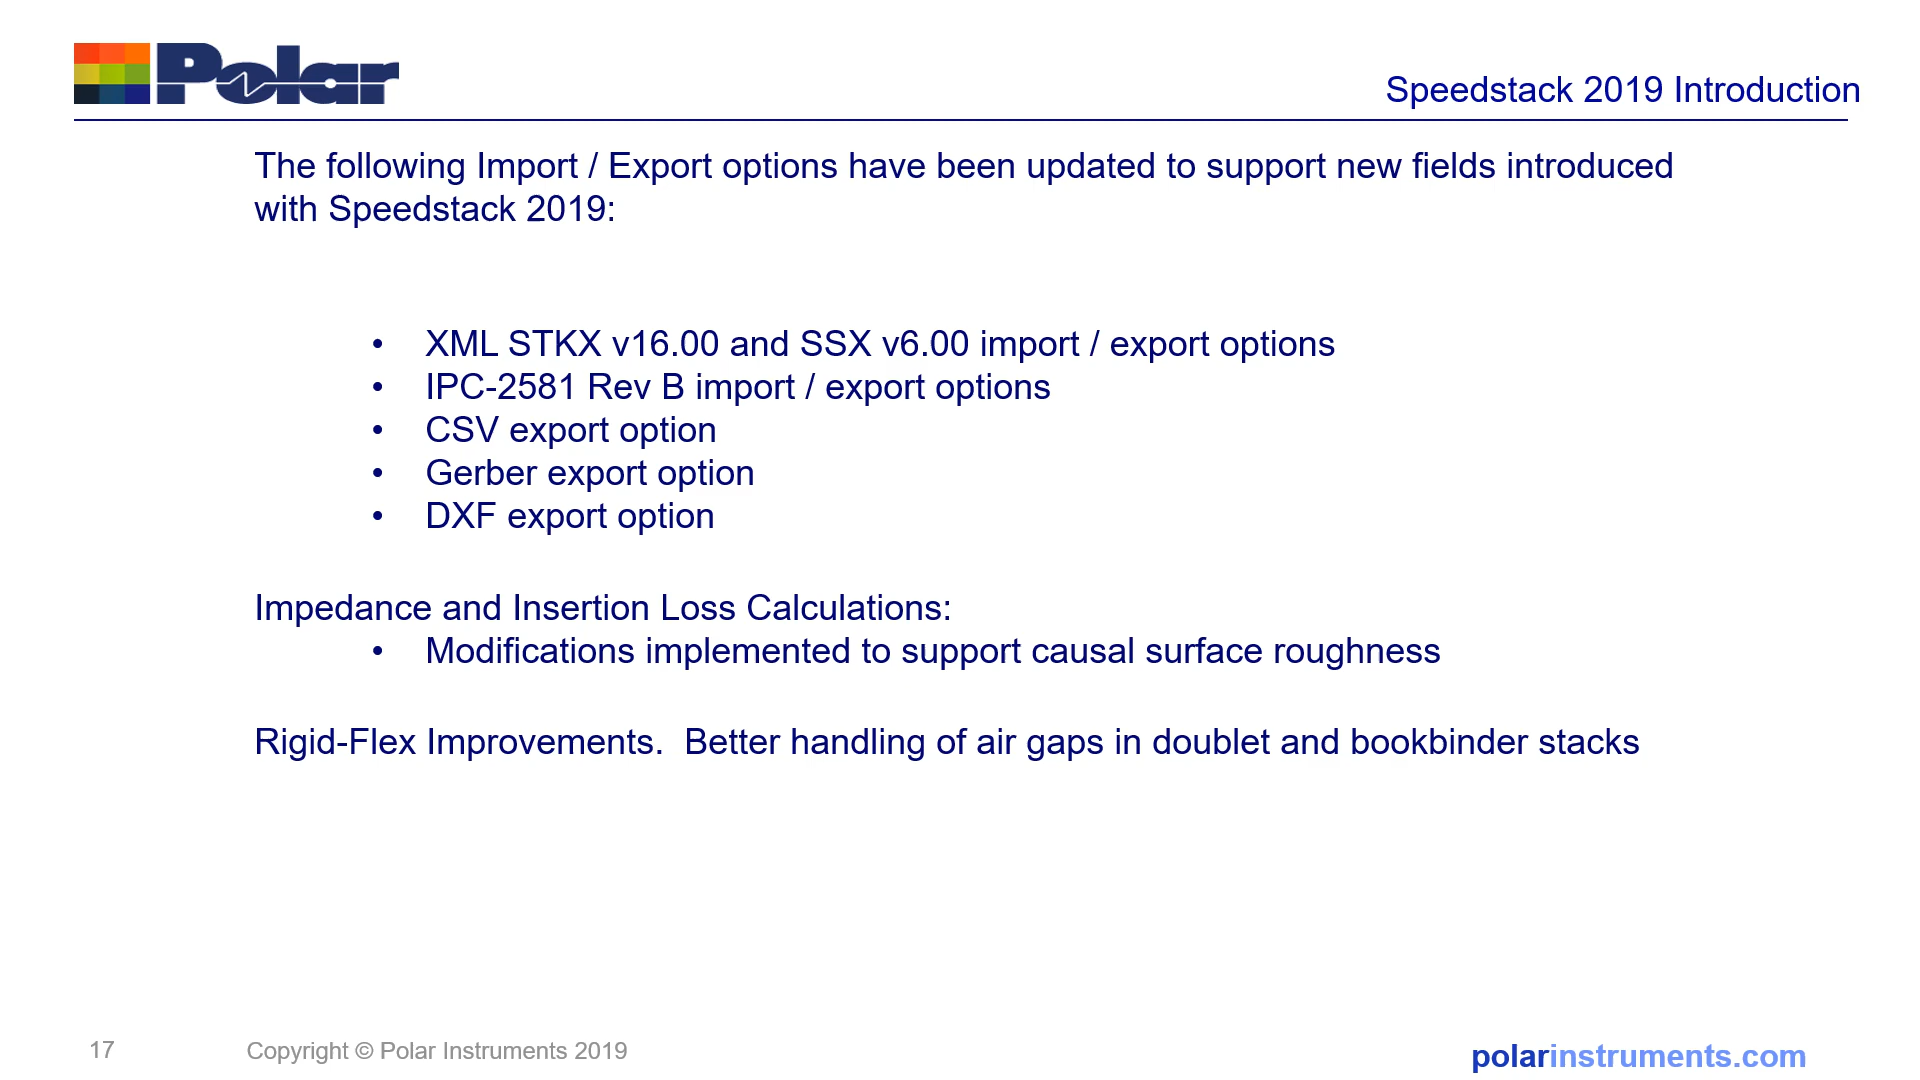 Polar
Speedstack 2019 Introduction
The following Import / Export options have been updated to support new fields introduced
with Speedstack 2019:
• XML STKX v16.00 and SSX v6.00 import / export options
• IPC-2581 Rev B import / export options
• CSV export option
• Gerber export option
• DXF export option
Impedance and Insertion Loss Calculations:
• Modifications implemented to support causal surface roughness
Rigid-Flex Improvements.  Better handling of air gaps in doublet and bookbinder stacks
17
Copyright © Polar Instruments 2019
polarinstruments.com